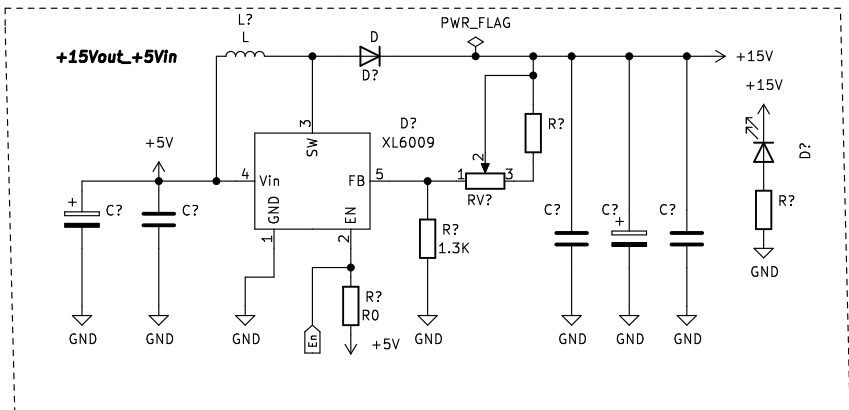 L?
L
D
D?
PWR_FLAG
+15Vout_+5Vin
+15V
+15V
+5V
D?
XL6009
SW
3
R?
D?
4
Vin
FB
5
1
2
3
RV?
GND
EN
1
2
+
C?
C?
R?
1.3K
C?
C?
+
C?
R?
GND
R?
R0
En
+5V
GND
GND
GND
GND
GND
GND
GND